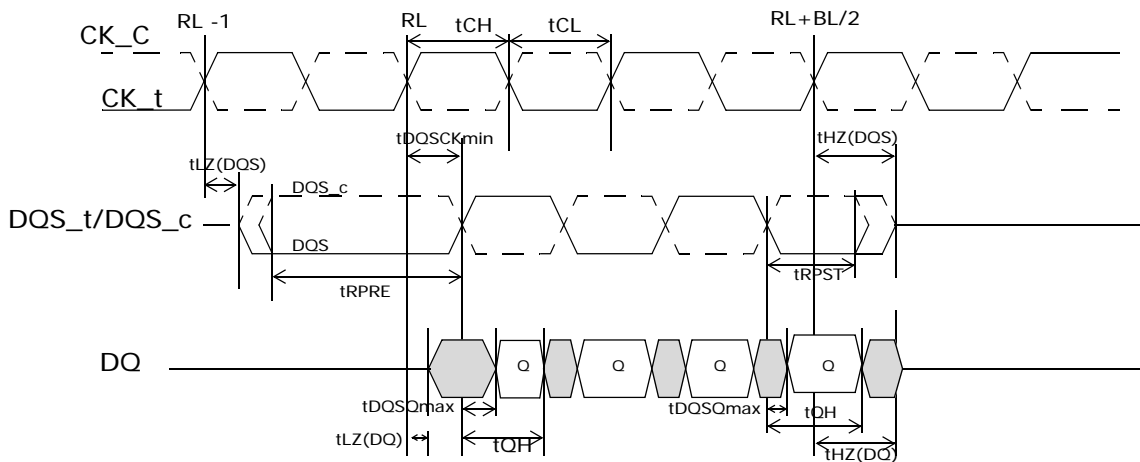 RL -1
RL
RL+BL/2
CK_C
tCH
tCL
CK_t
tDQSCKmin
tHZ(DQS)
tLZ(DQS)
DQS_c
DQS_t/DQS_c
DQS
tRPRE
tRPST
DQ
Q
Q
Q
Q
tDQSQmax
tDQSQmax
tQH
tLZ(DQ)
tQH
tHZ(DQ)